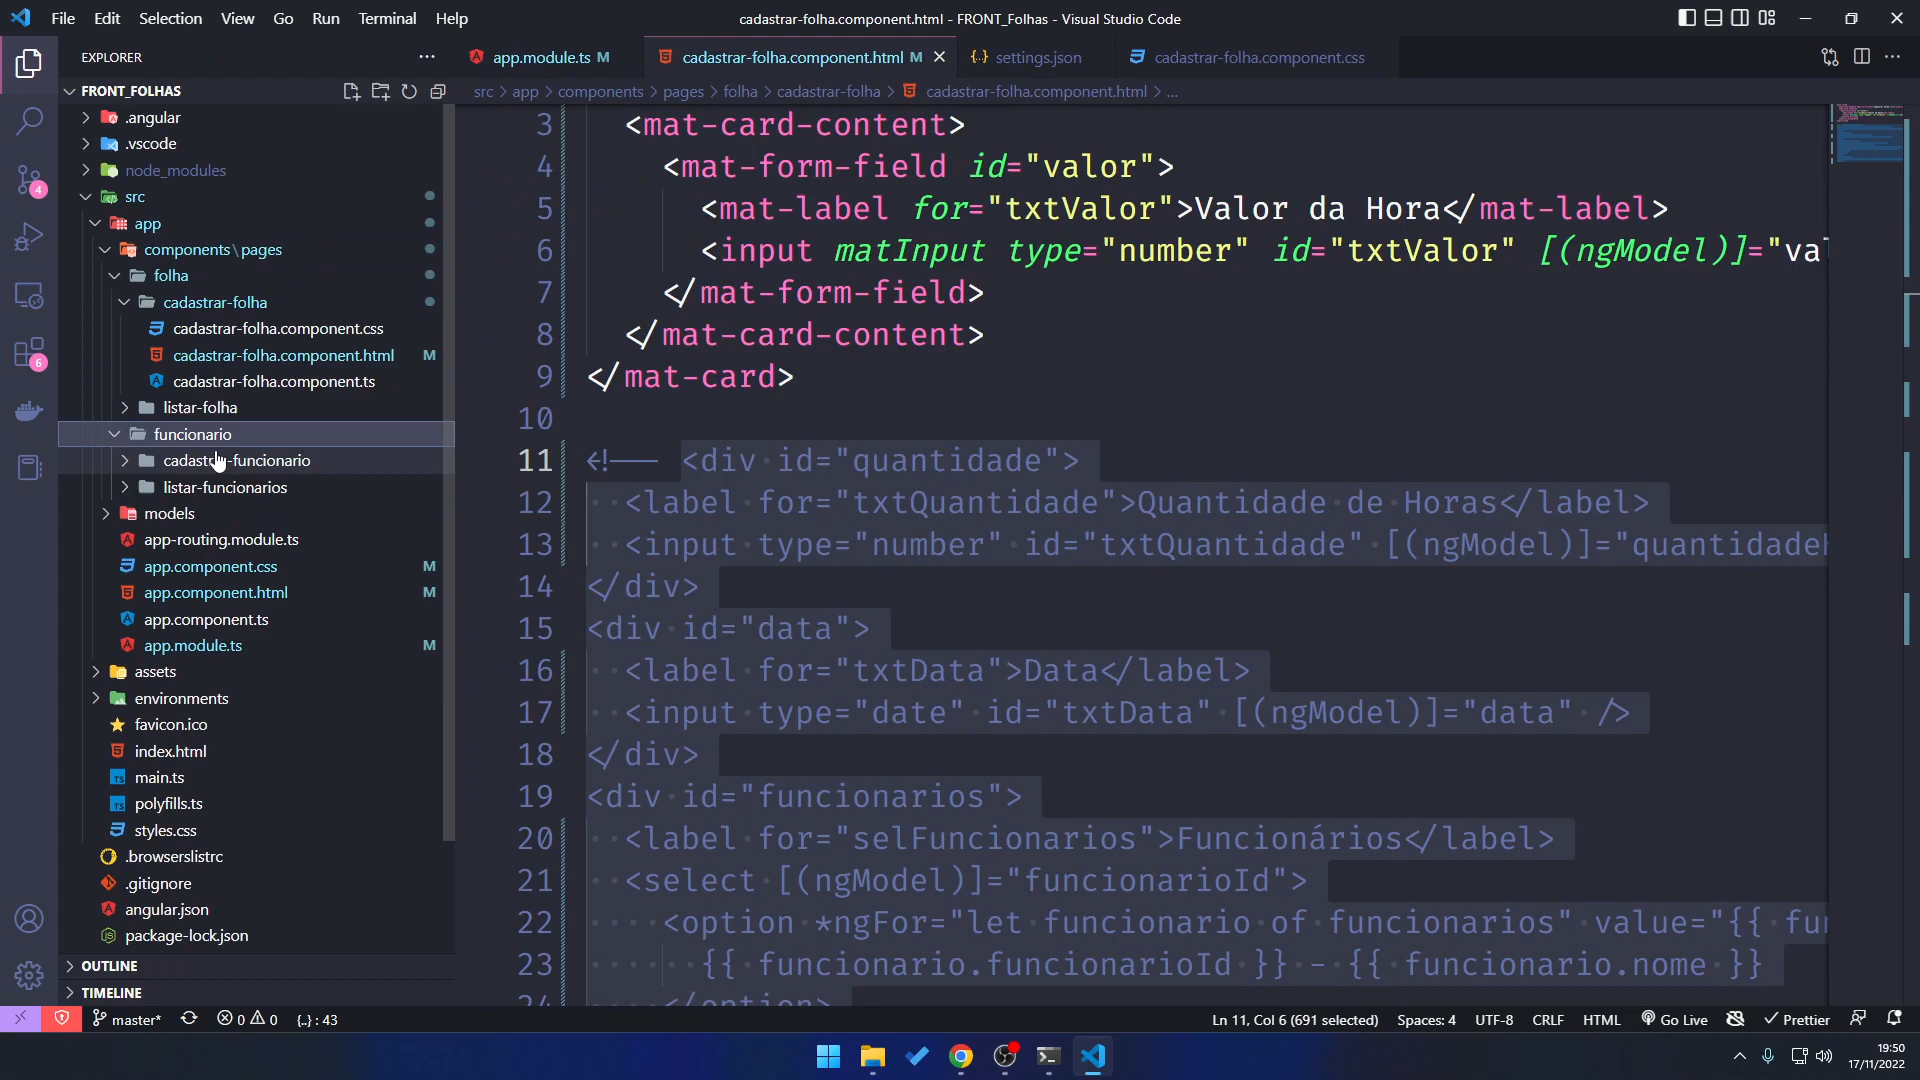 File Edit Selection View Go Run Terminal Help
cadastrar-folha.component.html - FRONT_Folhas - Visual Studio Code
EXPLORER
FRONT_FOLHAS
.angular
.vscode
node_modules
src
app
components\pages
folha
cadastrar-folha
cadastrar-folha.component.css
cadastrar-folha.component.html M
cadastrar-folha.component.ts
listar-folha
funcionario
cadastrar-funcionario
listar-funcionarios
models
app-routing.module.ts
app.component.css M
app.component.html M
app.component.ts
app.module.ts M
assets
environments
favicon.ico
index.html
main.ts
polyfills.ts
styles.css
.browserslistrc
.gitignore
angular.json
package-lock.json
OUTLINE
TIMELINE
4
6
app.module.ts M
cadastrar-folha.component.html M
settings.json
cadastrar-folha.component.css
src > app > components > pages > folha > cadastrar-folha > cadastrar-folha.component.html > ...
3 <mat-card-content>
4 <mat-form-field id="valor">
5 <mat-label for="txtValor">Valor da Hora</mat-label>
6 <input matInput type="number" id="txtValor" [(ngModel)]="val
7 </mat-form-field>
8 </mat-card-content>
9 </mat-card>
10
11 <!-- <div id="quantidade">
12 <label for="txtQuantidade">Quantidade de Horas</label>
13 <input type="number" id="txtQuantidade" [(ngModel)]="quantidadeH
14 </div>
15 <div id="data">
16 <label for="txtData">Data</label>
17 <input type="date" id="txtData" [(ngModel)]="data" />
18 </div>
19 <div id="funcionarios">
20 <label for="selFuncionarios">Funcionários</label>
21 <select [(ngModel)]="funcionarioId">
22 <option *ngFor="let funcionario of funcionarios" value="{{ fun
23 {{ funcionario.funcionarioId }} - {{ funcionario.nome }}
24 </option>
master* 0 0 {..} : 43
Ln 11, Col 6 (691 selected) Spaces: 4 UTF-8 CRLF HTML Go Live Prettier
19:50
17/11/2022